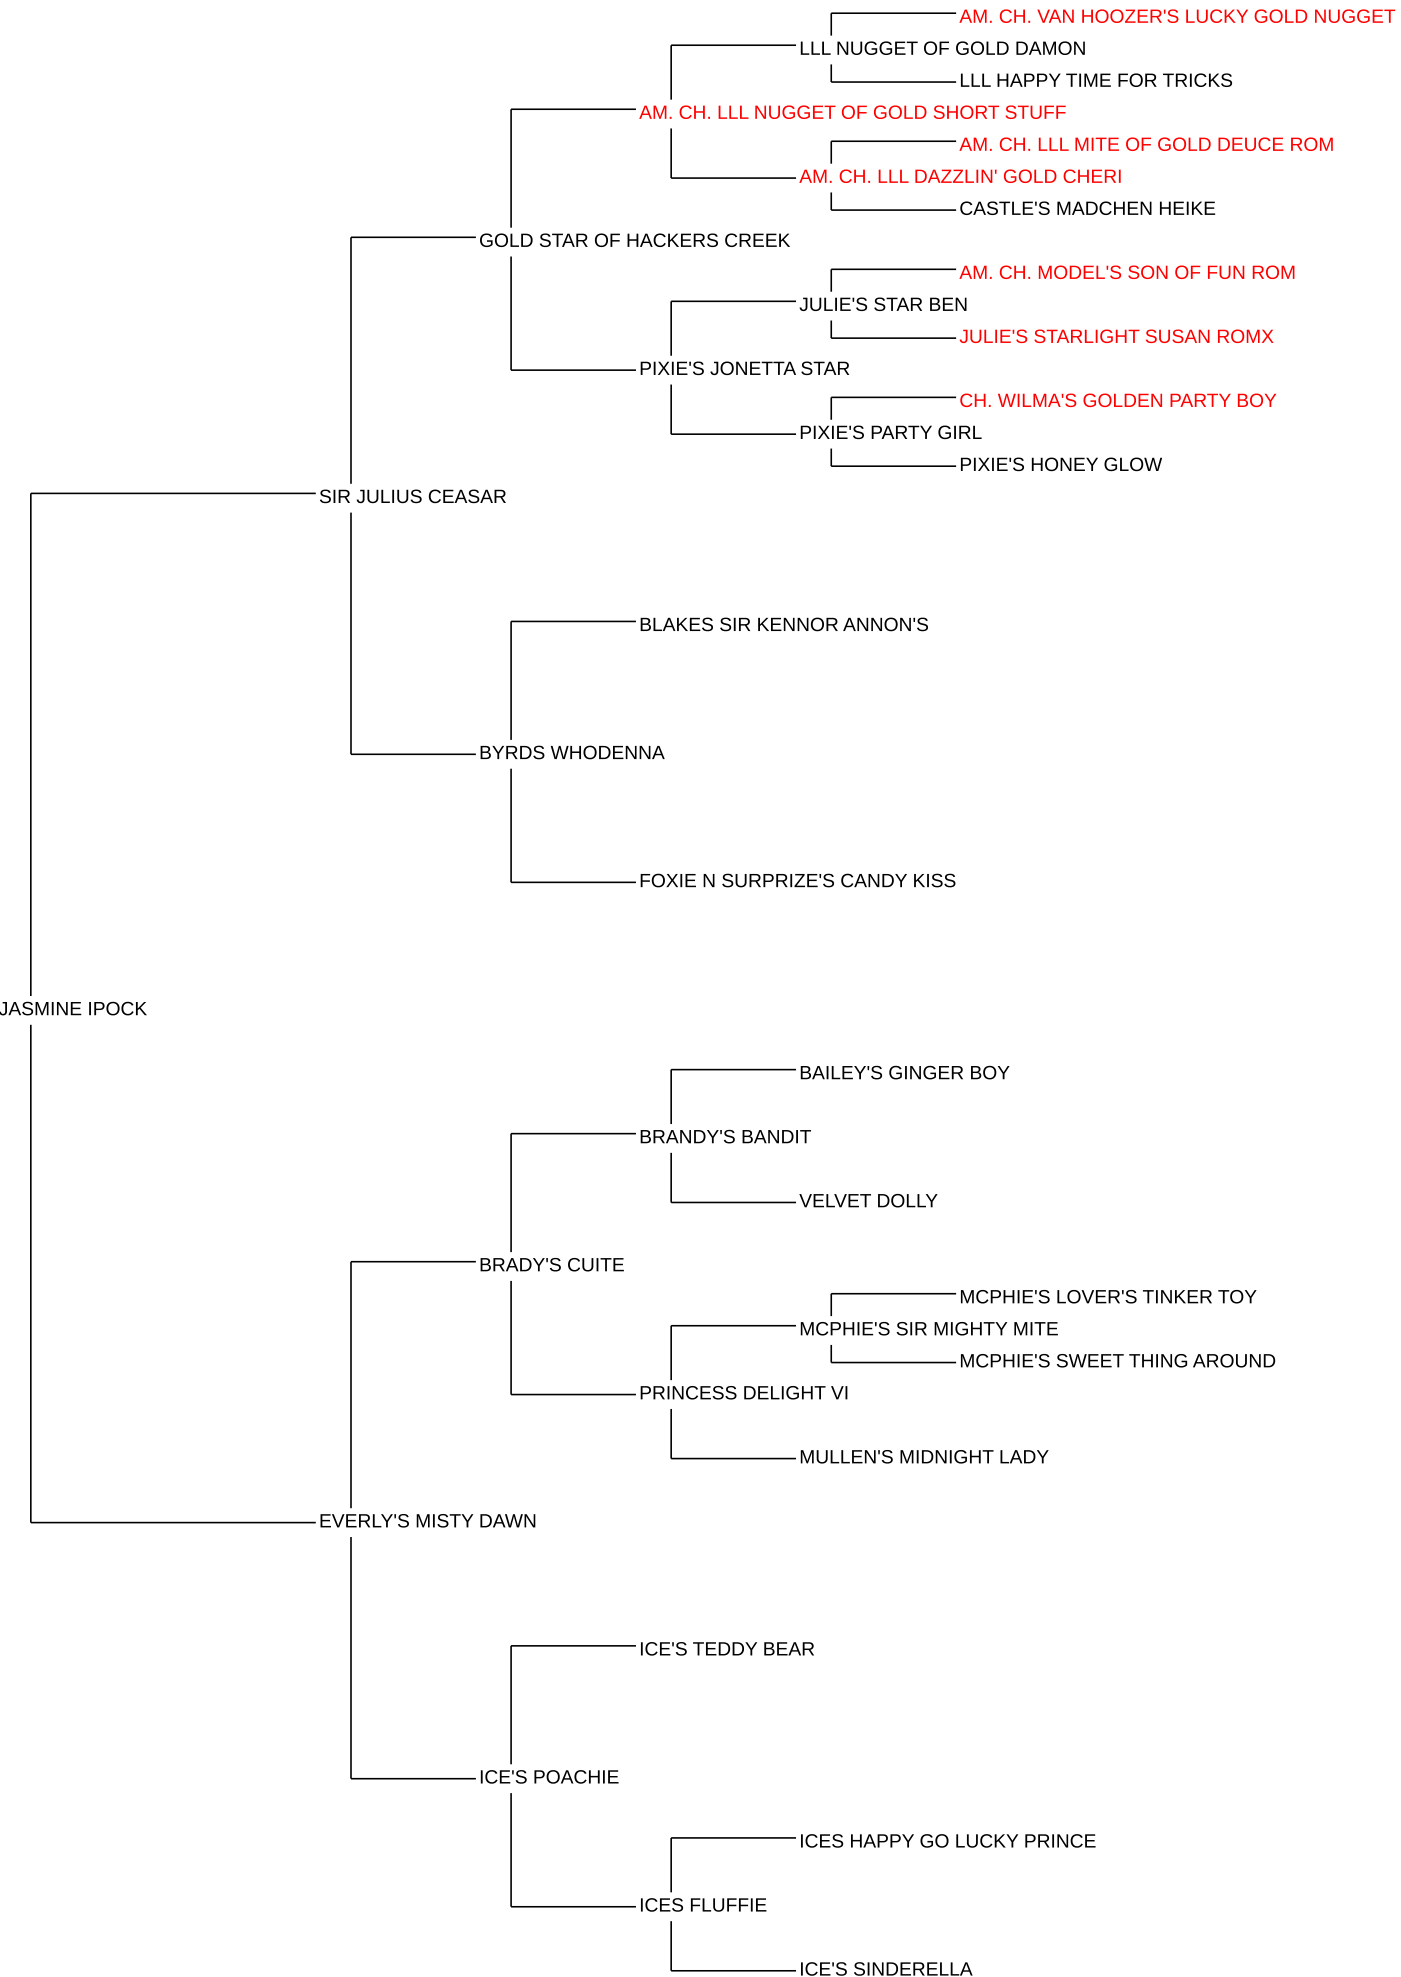 AM. CH. VAN HOOZER'S LUCKY GOLD NUGGET
LLL NUGGET OF GOLD DAMON
LLL HAPPY TIME FOR TRICKS
AM. CH. LLL NUGGET OF GOLD SHORT STUFF
AM. CH. LLL MITE OF GOLD DEUCE ROM
AM. CH. LLL DAZZLIN' GOLD CHERI
CASTLE'S MADCHEN HEIKE
GOLD STAR OF HACKERS CREEK
AM. CH. MODEL'S SON OF FUN ROM
JULIE'S STAR BEN
JULIE'S STARLIGHT SUSAN ROMX
PIXIE'S JONETTA STAR
CH. WILMA'S GOLDEN PARTY BOY
PIXIE'S PARTY GIRL
PIXIE'S HONEY GLOW
SIR JULIUS CEASAR
BLAKES SIR KENNOR ANNON'S
BYRDS WHODENNA
FOXIE N SURPRIZE'S CANDY KISS
JASMINE IPOCK
BAILEY'S GINGER BOY
BRANDY'S BANDIT
VELVET DOLLY
BRADY'S CUITE
MCPHIE'S LOVER'S TINKER TOY
MCPHIE'S SIR MIGHTY MITE
MCPHIE'S SWEET THING AROUND
PRINCESS DELIGHT VI
MULLEN'S MIDNIGHT LADY
EVERLY'S MISTY DAWN
ICE'S TEDDY BEAR
ICE'S POACHIE
ICES HAPPY GO LUCKY PRINCE
ICES FLUFFIE
ICE'S SINDERELLA